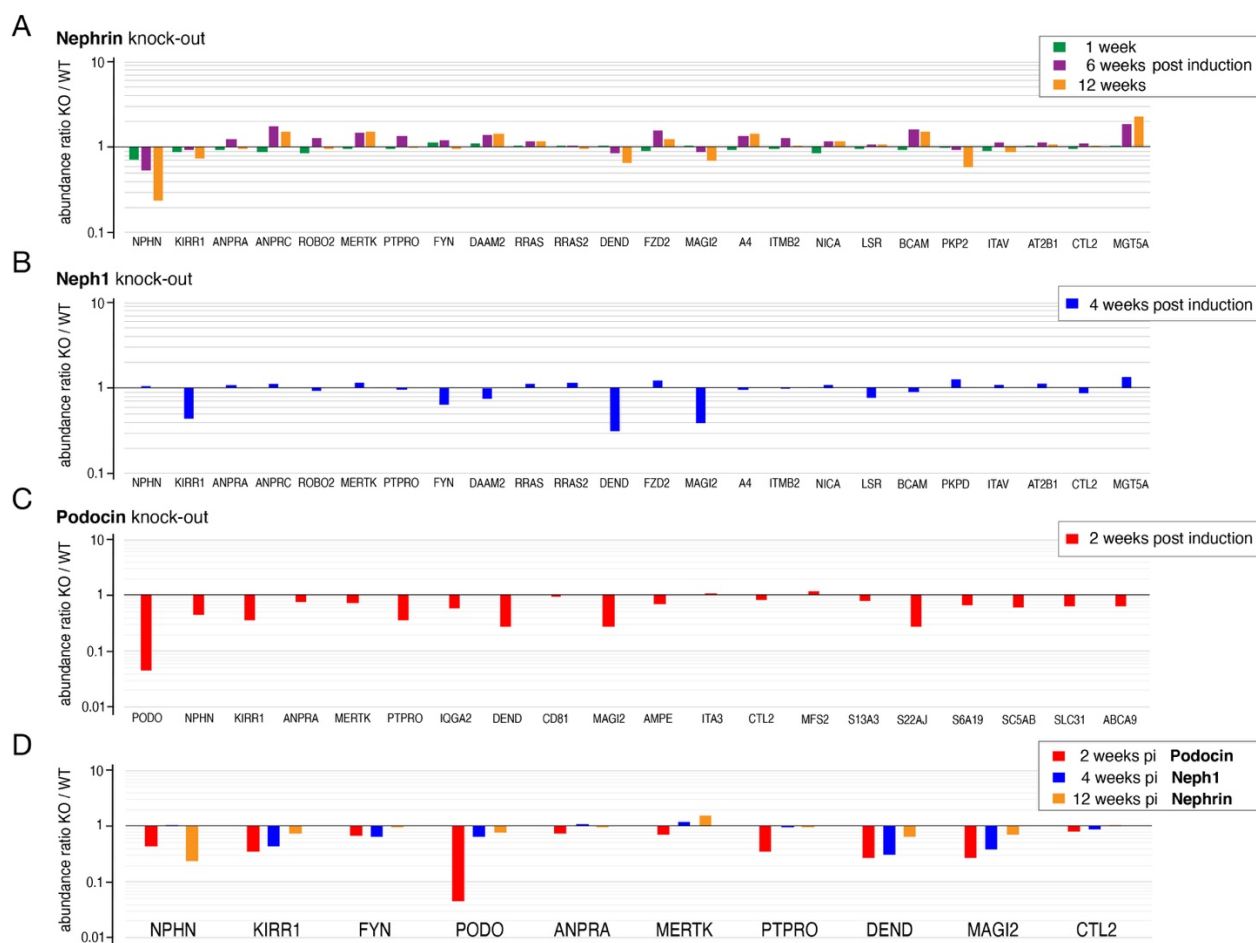 A
Nephrin knock-out
1 week
6 weeks post induction
12 weeks
abundance ratio KO / WT
10
1
0.1
NPHN KIRR1 ANPRA ANPRC ROBO2 MERTK PTPRO FYN DAAM2 RRAS RRAS2 DEND FZD2 MAGI2 A4 ITMB2 NICA LSR BCAM PKP2 ITAV AT2B1 CTL2 MGT5A
B
Neph1 knock-out
4 weeks post induction
abundance ratio KO / WT
10
1
0.1
NPHN KIRR1 ANPRA ANPRC ROBO2 MERTK PTPRO FYN DAAM2 RRAS RRAS2 DEND FZD2 MAGI2 A4 ITMB2 NICA LSR BCAM PKPD ITAV AT2B1 CTL2 MGT5A
C
Podocin knock-out
2 weeks post induction
abundance ratio KO / WT
10
1
0.1
0.01
PODO NPHN KIRR1 ANPRA MERTK PTPRO IQGA2 DEND CD81 MAGI2 AMPE ITA3 CTL2 MFS2 S13A3 S22AJ S6A19 SC5AB SLC31 ABCA9
D
2 weeks pi Podocin
4 weeks pi Neph1
12 weeks pi Nephrin
abundance ratio KO / WT
10
1
0.1
0.01
NPHN KIRR1 FYN PODO ANPRA MERTK PTPRO DEND MAGI2 CTL2